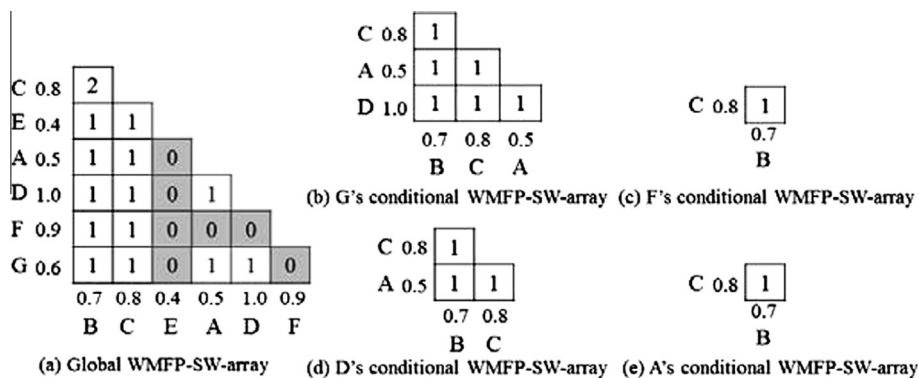 C 0.8 2
E 0.4 1 1
A 0.5 1 1 0
D 1.0 1 1 0 1
F 0.9 1 1 0 0 0
G 0.6 1 1 0 1 1 0
0.7 0.8 0.4 0.5 1.0 0.9
B C E A D F
(a) Global WMFP-SW-array
C 0.8 1
A 0.5 1 1
D 1.0 1 1 1
0.7 0.8 0.5
B C A
(b) G's conditional WMFP-SW-array
C 0.8 1
0.7
B
(c) F's conditional WMFP-SW-array
C 0.8 1
A 0.5 1 1
0.7 0.8
B C
(d) D's conditional WMFP-SW-array
C 0.8 1
0.7
B
(e) A's conditional WMFP-SW-array